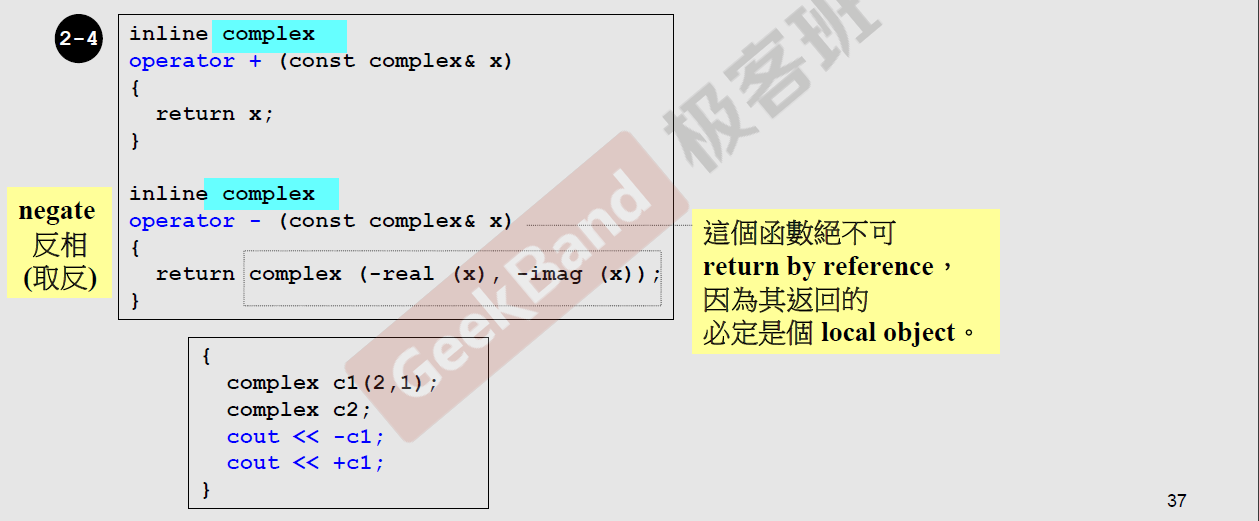 2-4
inline complex
operator + (const complex& x)
{
return x;
}
inline complex
operator - (const complex& x)
{
return complex (-real (x), -imag (x));
}
negate
反相
(取反)
這個函數絕不可
return by reference，
因為其返回的
必定是個 local object。
{
complex c1(2,1);
complex c2;
cout << -c1;
cout << +c1;
}
GeekBand 极客班
37